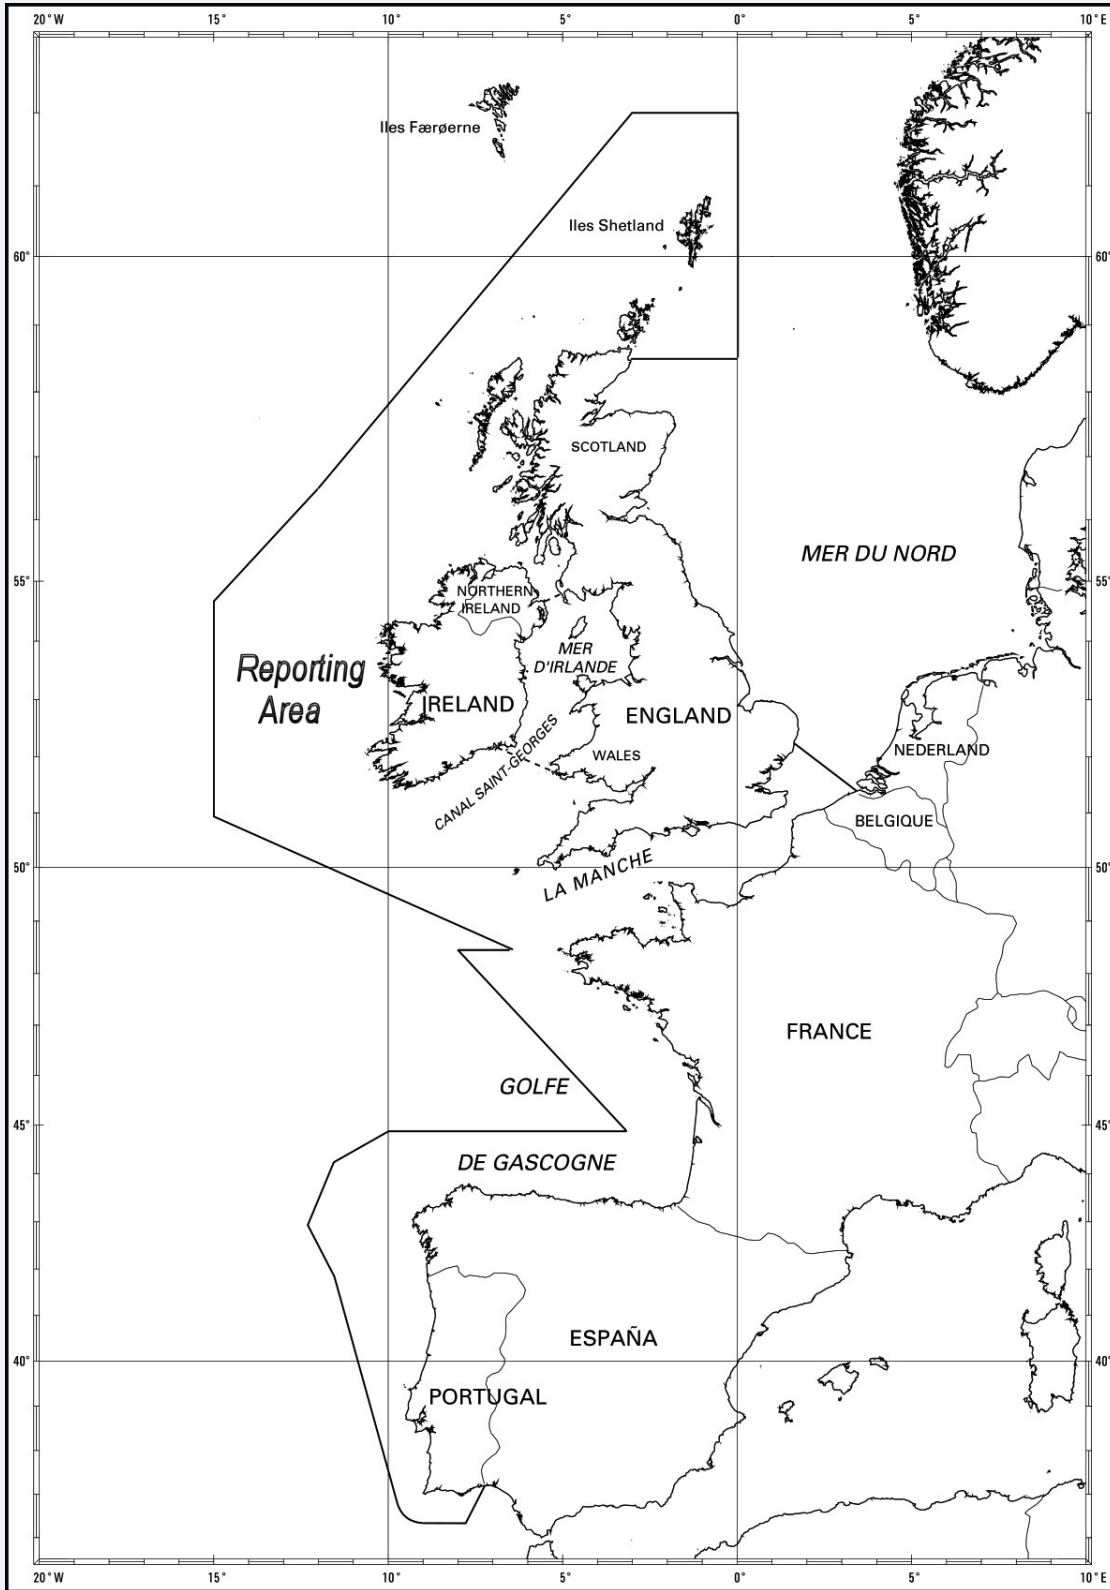 20° W
15°
10°
5°
0°
5°
10° E
Iles Færøerne
Iles Shetland
60°
60°
SCOTLAND
MER DU NORD
55°
55°
NORTHERN
IRELAND
MER
D'IRLANDE
Reporting
Area
IRELAND
ENGLAND
NEDERLAND
WALES
CANAL SAINT-GEORGES
BELGIQUE
LA MANCHE
50°
50°
FRANCE
GOLFE
45°
45°
DE GASCOGNE
ESPAÑA
40°
40°
PORTUGAL
20° W
15°
10°
5°
0°
5°
10° E